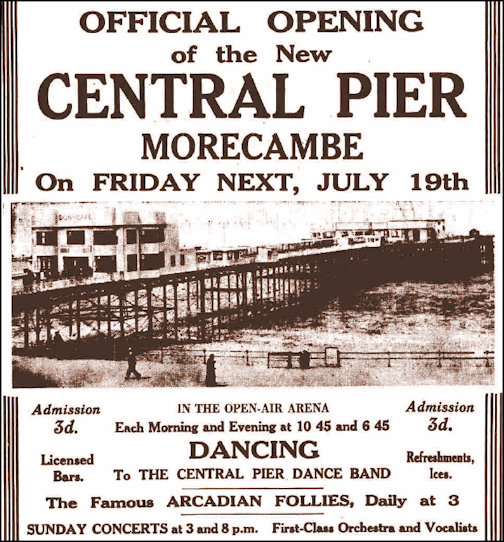 OFFICIAL OPENING
of the New
CENTRAL PIER
MORECAMBE
On FRIDAY NEXT, JULY 19th
Admission
3d.
IN THE OPEN-AIR ARENA
Each Morning and Evening at 10 45 and 6 45
Admission
3d.
Licensed
Bars.
DANCING
To THE CENTRAL PIER DANCE BAND
Refreshments,
Ices.
The Famous ARCADIAN FOLLIES, Daily at 3
SUNDAY CONCERTS at 3 and 8 p.m. First-Class Orchestra and Vocalists